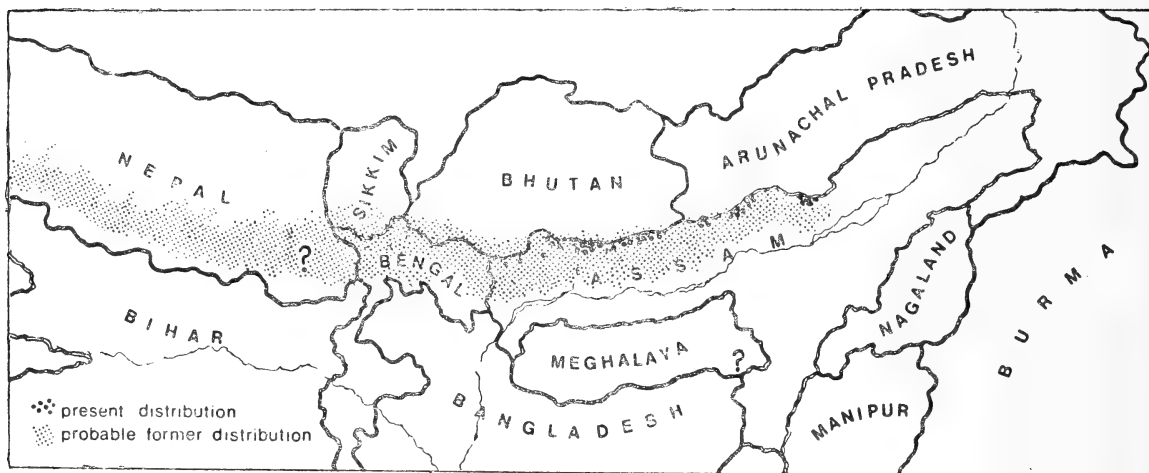 NEPAL
SIKKIM
BHUTAN
ARUNACHAL PRADESH
?
BENGAL
ASSAM
NAGALAND
BURMA
BIHAR
MEGHALAYA
?
BANGLADESH
MANIPUR
present distribution
probable former distribution